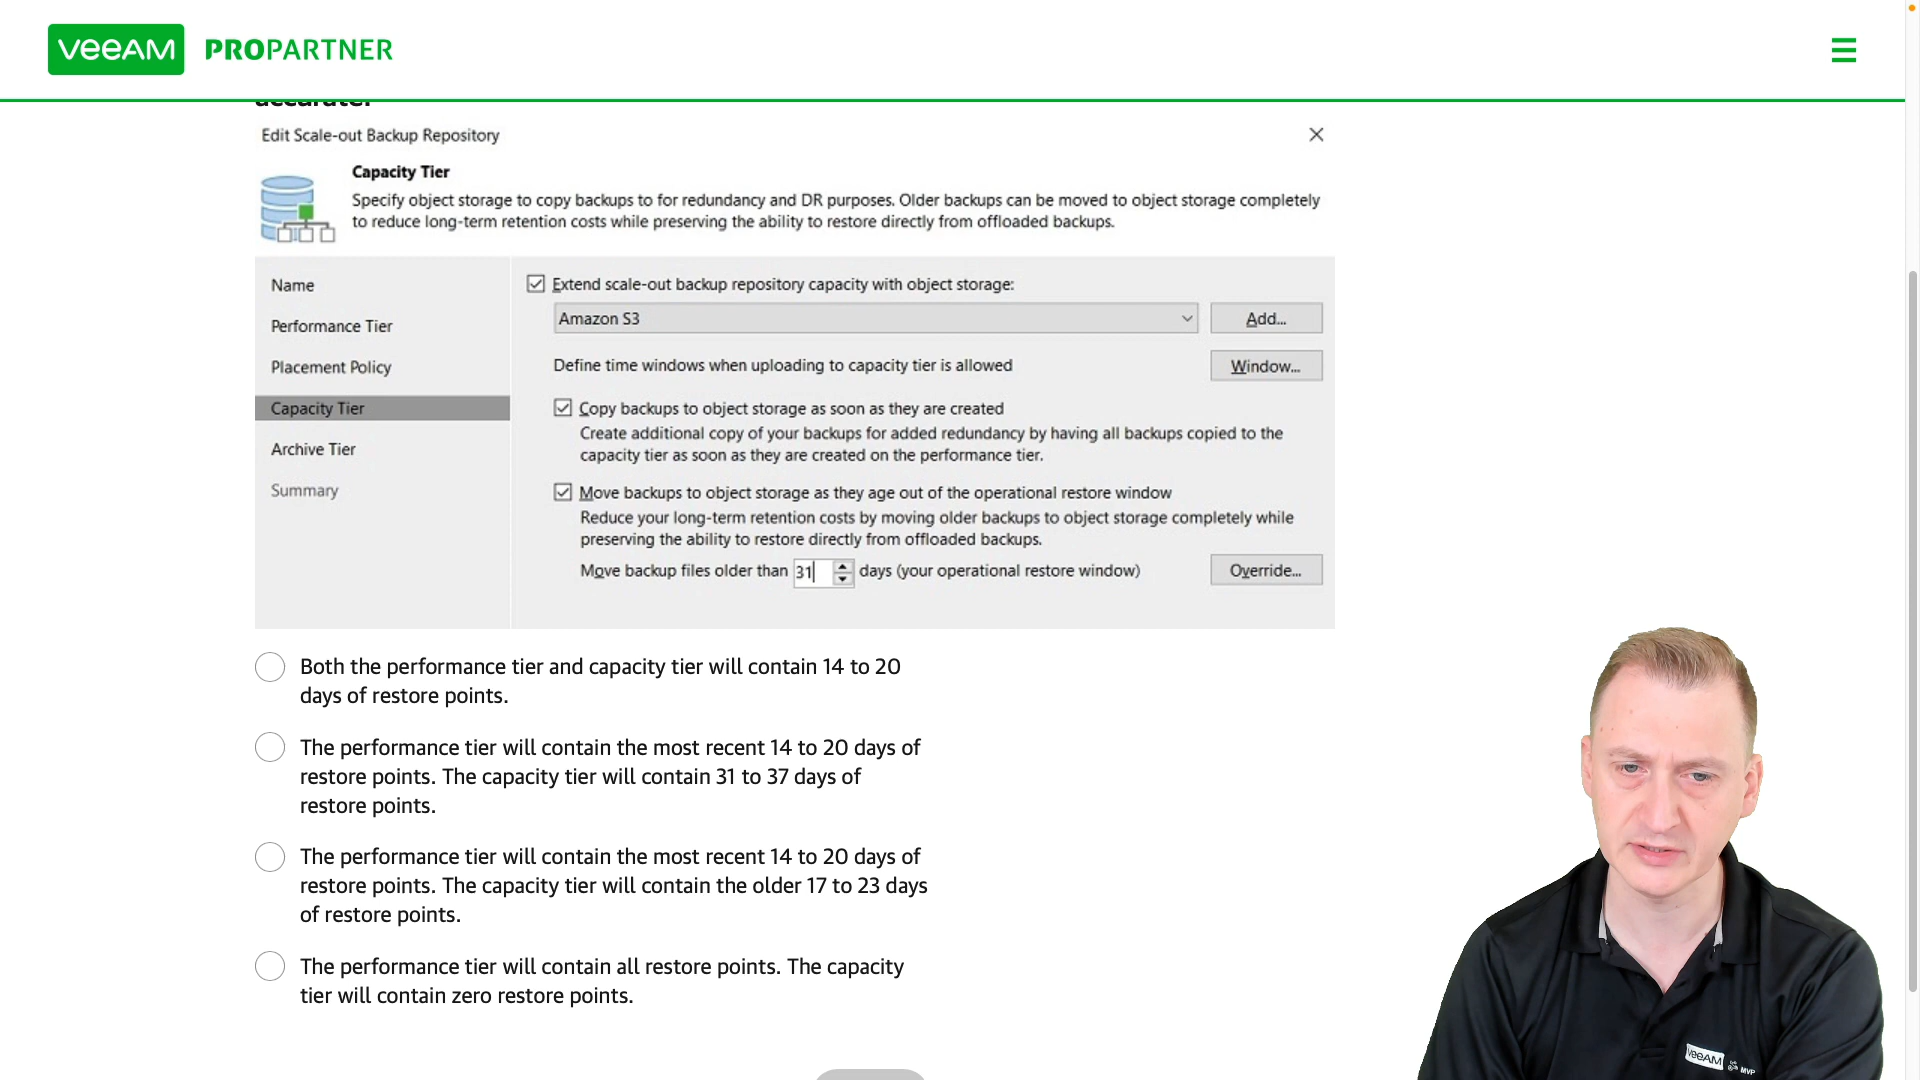 veeAM PROPARTNER
accurate?
Edit Scale-out Backup Repository
Capacity Tier
Specify object storage to copy backups to for redundancy and DR purposes. Older backups can be moved to object storage completely
to reduce long-term retention costs while preserving the ability to restore directly from offloaded backups.
Name
Performance Tier
Placement Policy
Capacity Tier
Archive Tier
Summary
Extend scale-out backup repository capacity with object storage:
Amazon S3
Add...
Define time windows when uploading to capacity tier is allowed
Window...
Copy backups to object storage as soon as they are created
Create additional copy of your backups for added redundancy by having all backups copied to the
capacity tier as soon as they are created on the performance tier.
Move backups to object storage as they age out of the operational restore window
Reduce your long-term retention costs by moving older backups to object storage completely while
preserving the ability to restore directly from offloaded backups.
Move backup files older than 31 days (your operational restore window)
Override...
Both the performance tier and capacity tier will contain 14 to 20
days of restore points.
The performance tier will contain the most recent 14 to 20 days of
restore points. The capacity tier will contain 31 to 37 days of
restore points.
The performance tier will contain the most recent 14 to 20 days of
restore points. The capacity tier will contain the older 17 to 23 days
of restore points.
The performance tier will contain all restore points. The capacity
tier will contain zero restore points.
veeAM
MVP